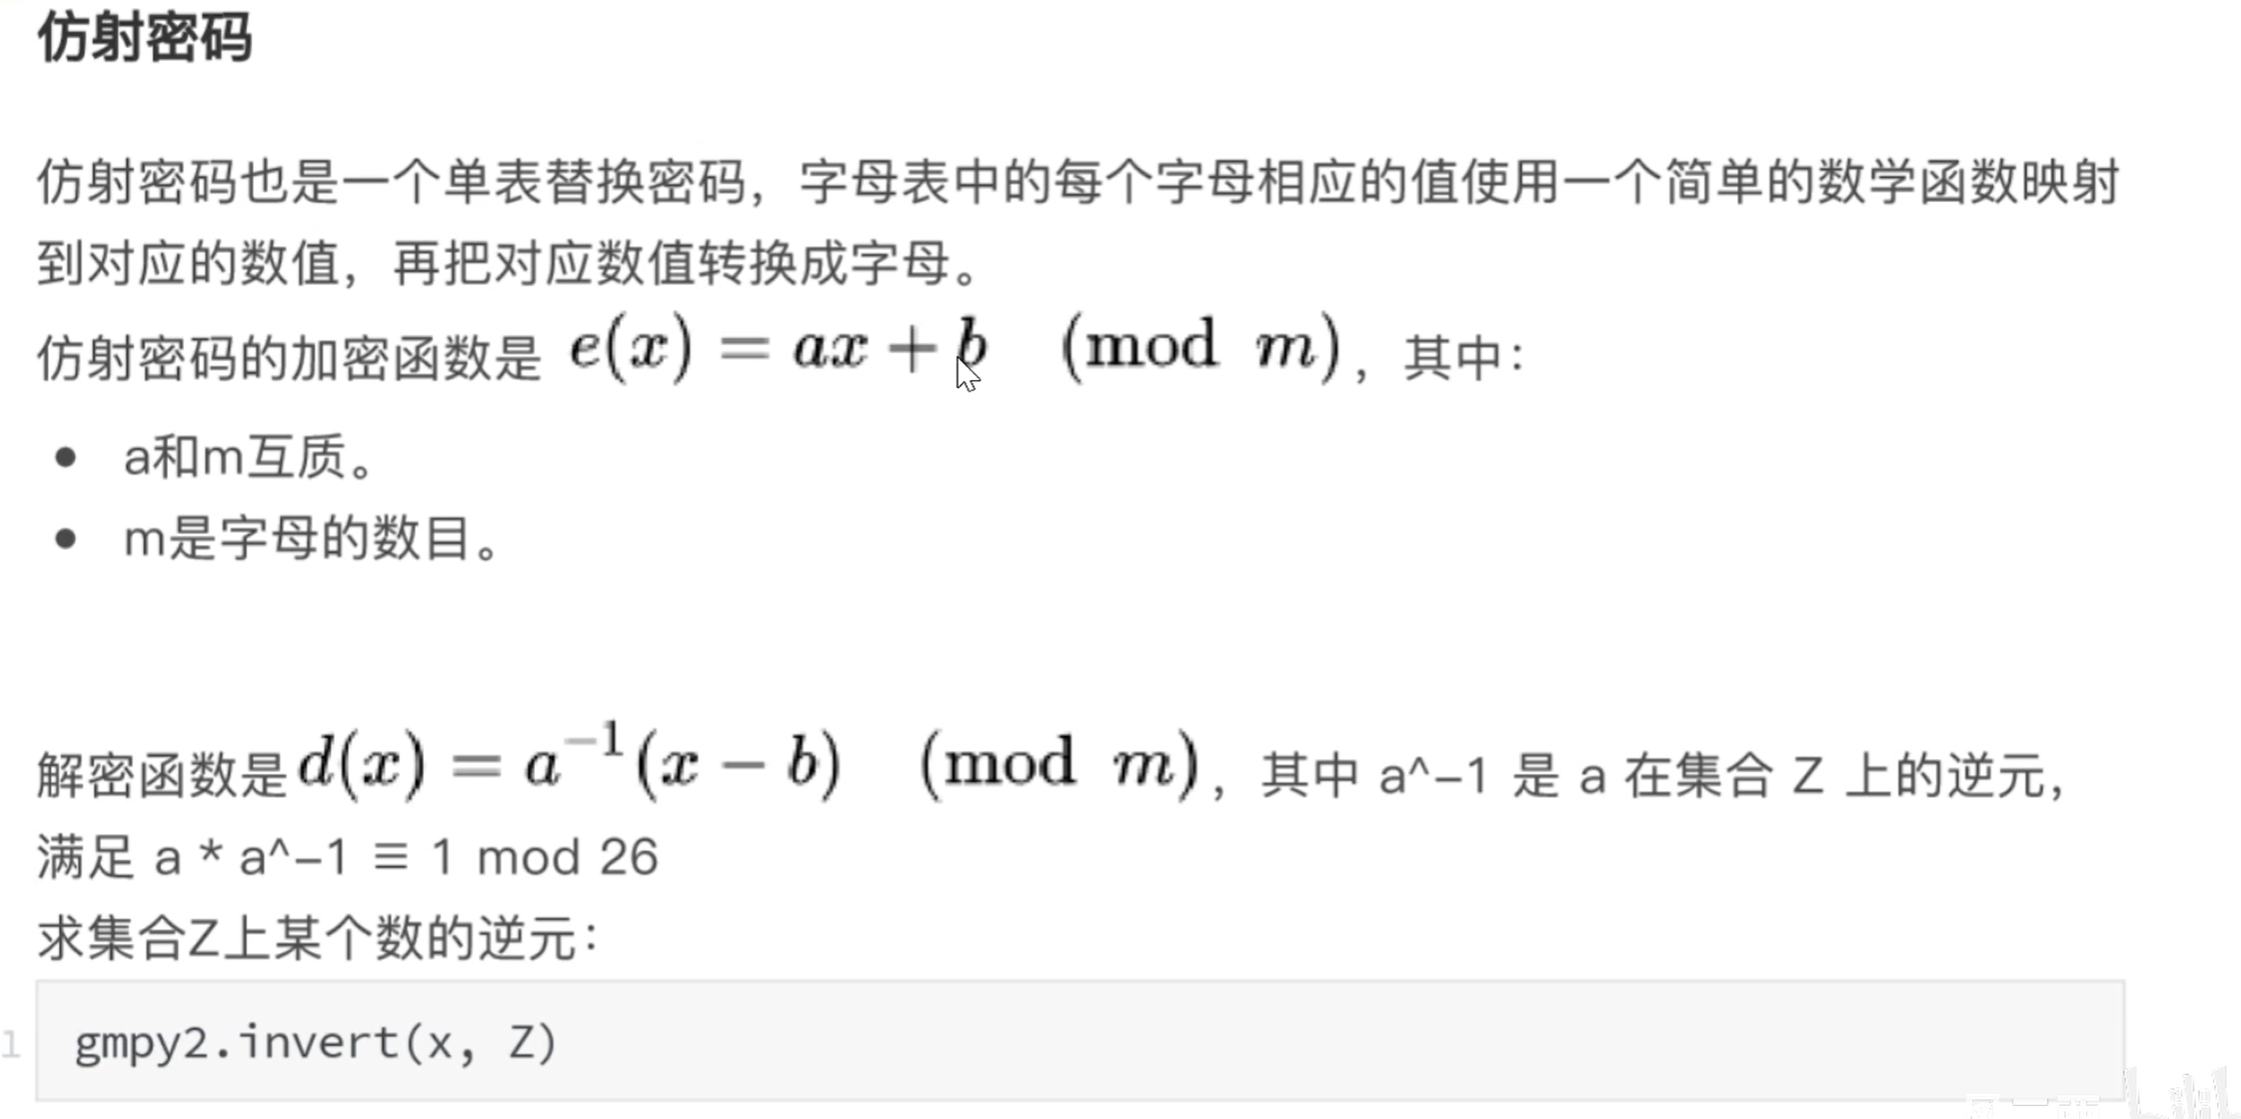 仿射密码
仿射密码也是一个单表替换密码，字母表中的每个字母相应的值使用一个简单的数学函数映射
到对应的数值，再把对应数值转换成字母。
仿射密码的加密函数是 e(x) = ax + b (mod m)，其中：
• a和m互质。
• m是字母的数目。
解密函数是 d(x) = a⁻¹(x − b) (mod m)，其中 a^−1 是 a 在集合 Z 上的逆元，
满足 a * a^−1 ≡ 1 mod 26
求集合Z上某个数的逆元：
1 gmpy2.invert(x, Z)